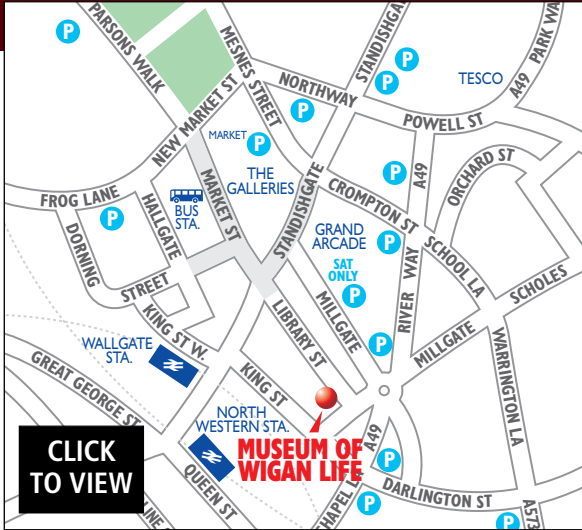 P
PARSONS WALK
MESNES STREET
STANDISHGATE
A49
PARK WAY
P
P
TESCO
NORTHWAY
P
POWELL ST
NEW MARKET ST
MARKET
P
THE
GALLERIES
P
A49
ORCHARD ST
FROG LANE
P
HALLGATE
BUS
STA.
MARKET ST
STANDISHGATE
CROMPTON ST
GRAND
ARCADE
P
SCHOOL LA
SAT
ONLY
P
DORNING
STREET
RIVER WAY
SCHOLES
KING ST W.
LIBRARY ST
MILLGATE
P
MILLGATE
WARRINGTON LA
WALLGATE
STA.
GREAT GEORGE ST
KING ST
NORTH
WESTERN STA.
MUSEUM OF
WIGAN LIFE
A49
P
CLICK
TO VIEW
QUEEN ST
CHAPEL L
P
DARLINGTON ST
P
A573